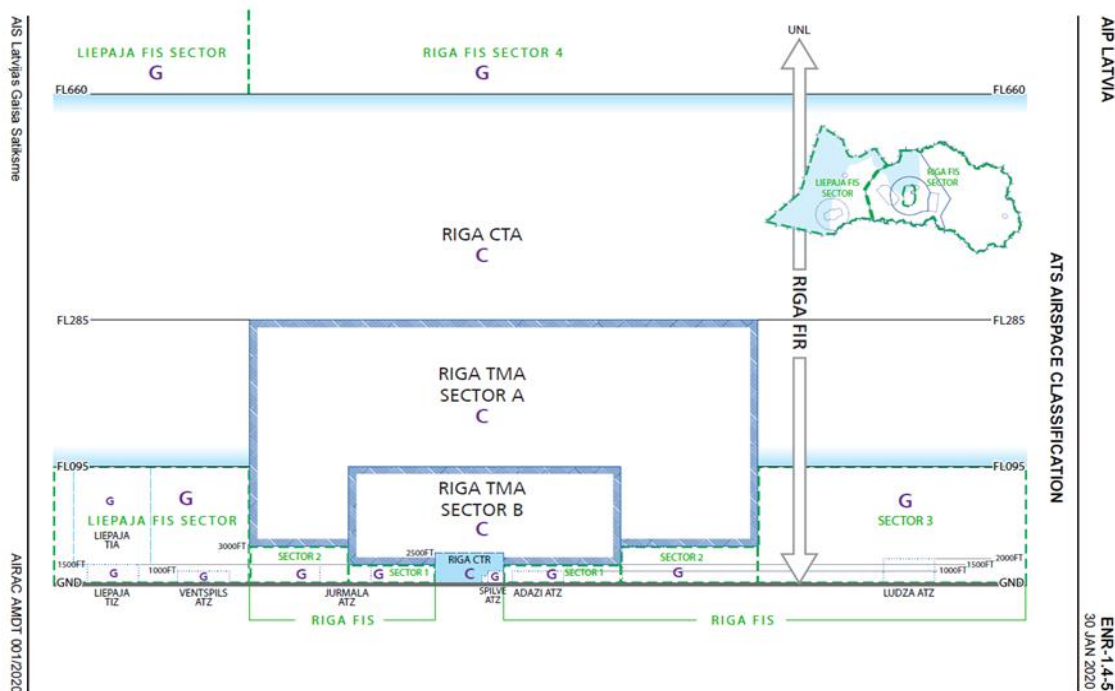 AIP LATVIA
ENR-1.4-5
30 JAN 2020
ATS AIRSPACE CLASSIFICATION
LIEPAJA FIS SECTOR
G
RIGA FIS SECTOR 4
G
UNL
FL660
FL660
LIEPAJA FIS
SECTOR
RIGA FIS
SECTOR
RIGA CTA
C
RIGA FIR
FL285
FL285
RIGA TMA
SECTOR A
C
FL095
FL095
RIGA TMA
SECTOR B
C
G
G
LIEPAJA FIS SECTOR
LIEPAJA
TIA
G
SECTOR 3
3000FT
SECTOR 2
2500FT
RIGA CTR
SECTOR 2
2000FT
1500FT
1500FT
1000FT
1000FT
G
G
G
G
SECTOR 1
C
G
G
SECTOR 1
G
GND
GND
LIEPAJA
TIZ
VENTSPILS
ATZ
JURMALA
ATZ
SPILVE
ATZ
ADAZI ATZ
LUDZA ATZ
RIGA FIS
RIGA FIS
AIS Latvijas Gaisa Satiksme
AIRAC AMDT 001/2020